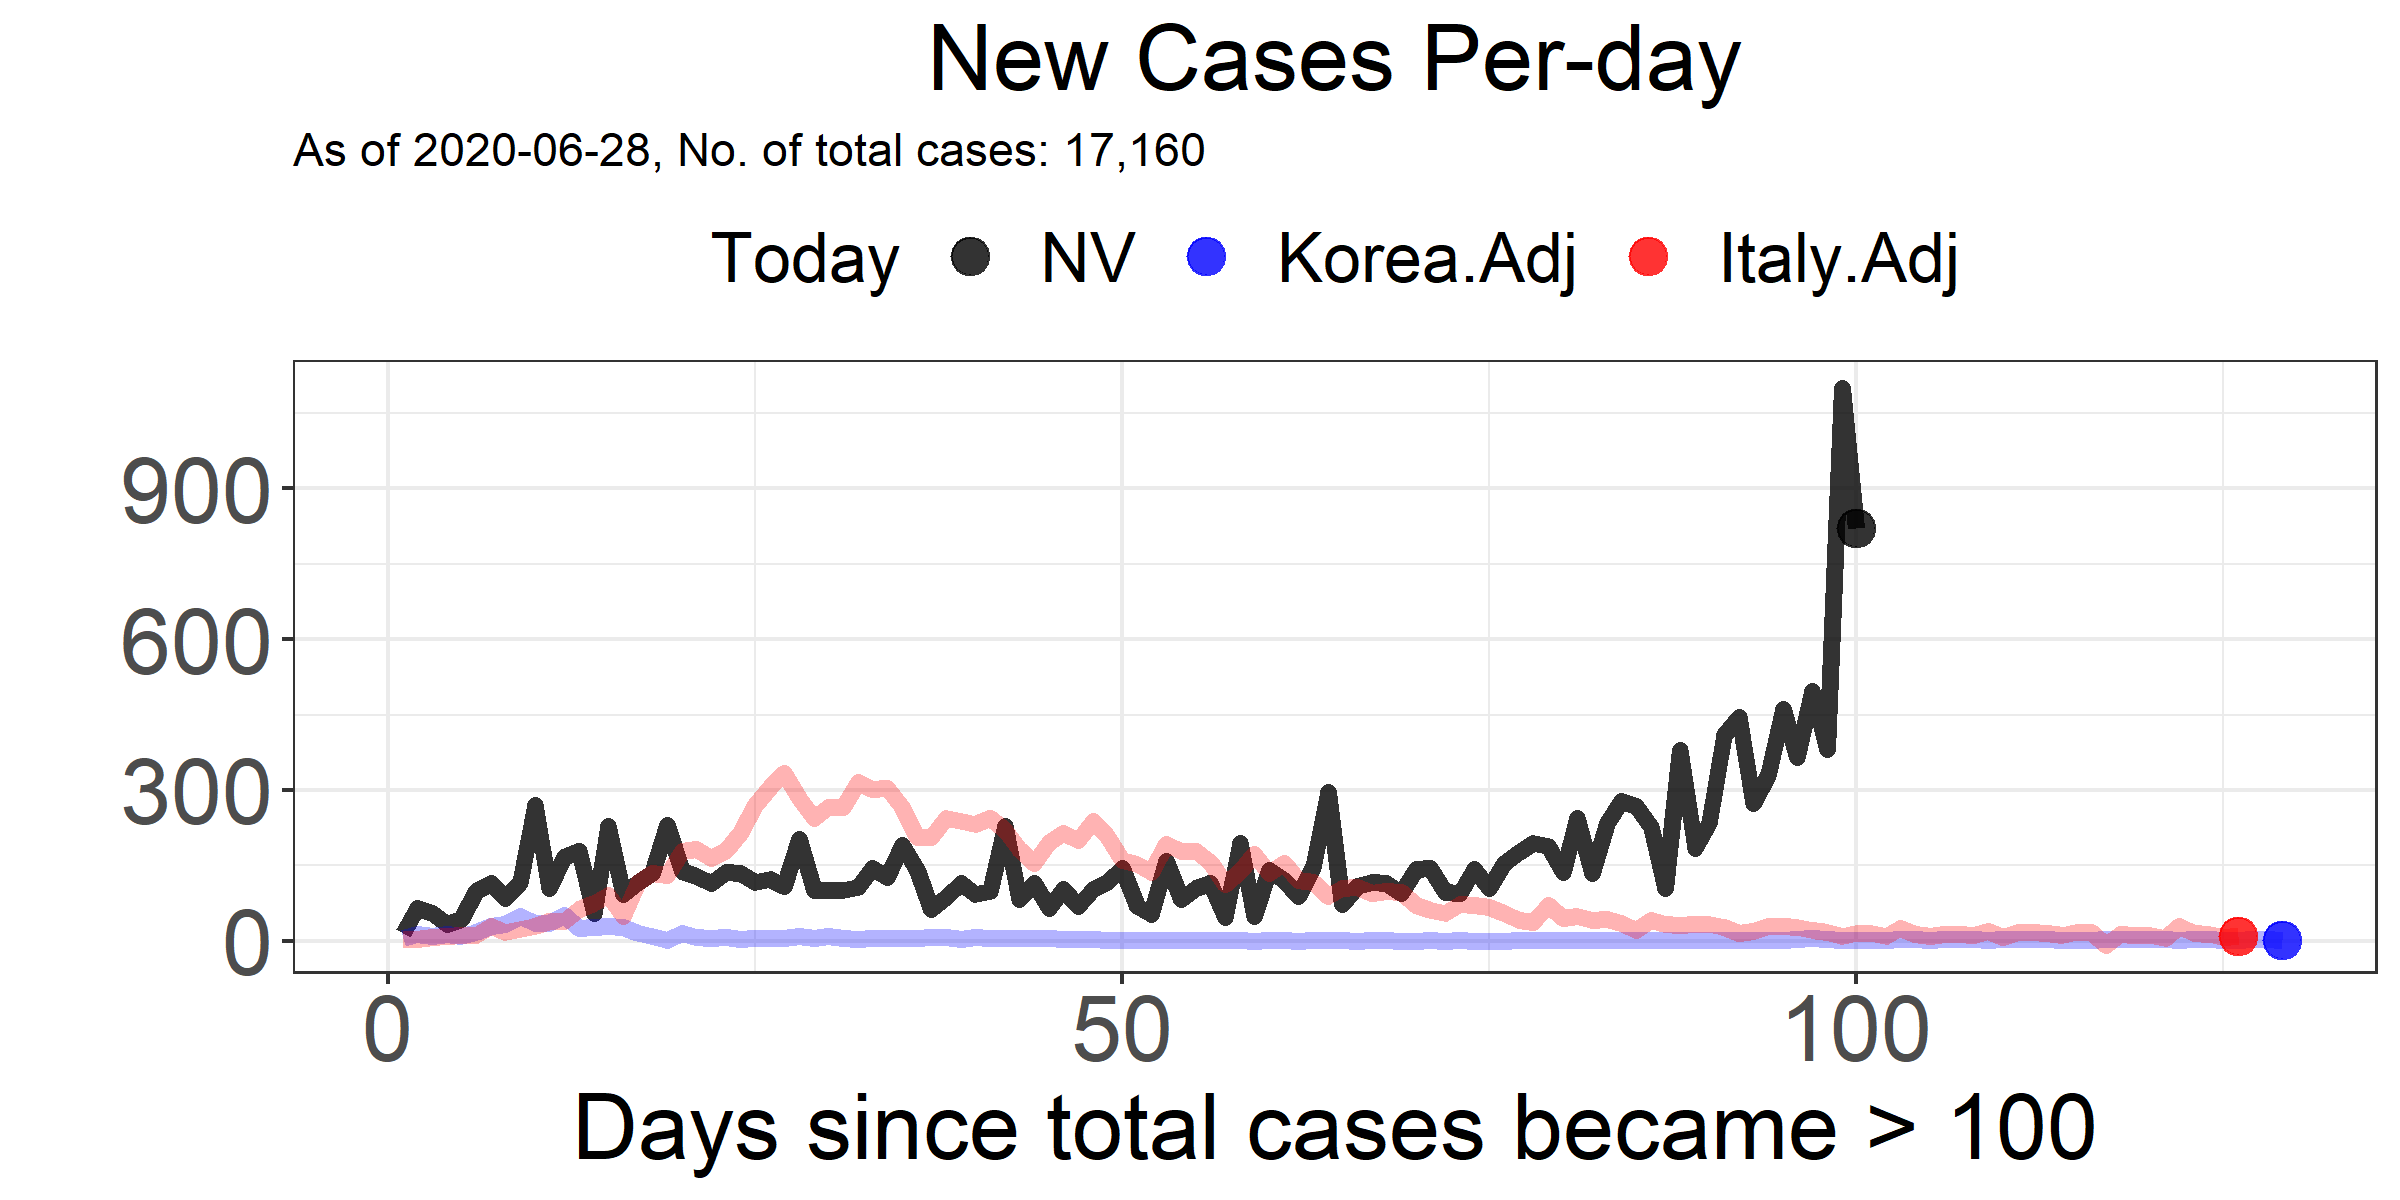 New Cases Per-day
As of 2020-06-28, No. of total cases: 17,160
Today NV Korea.Adj Italy.Adj
900
600
300
0
0 50 100
Days since total cases became > 100